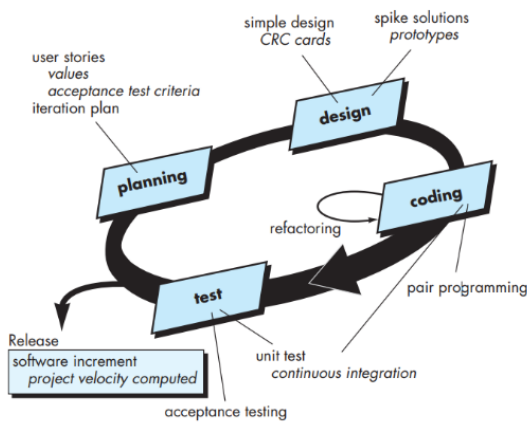 simple design
CRC cards
spike solutions
prototypes
user stories
values
acceptance test criteria
iteration plan
design
planning
coding
refactoring
pair programming
test
Release
software increment
project velocity computed
unit test
continuous integration
acceptance testing